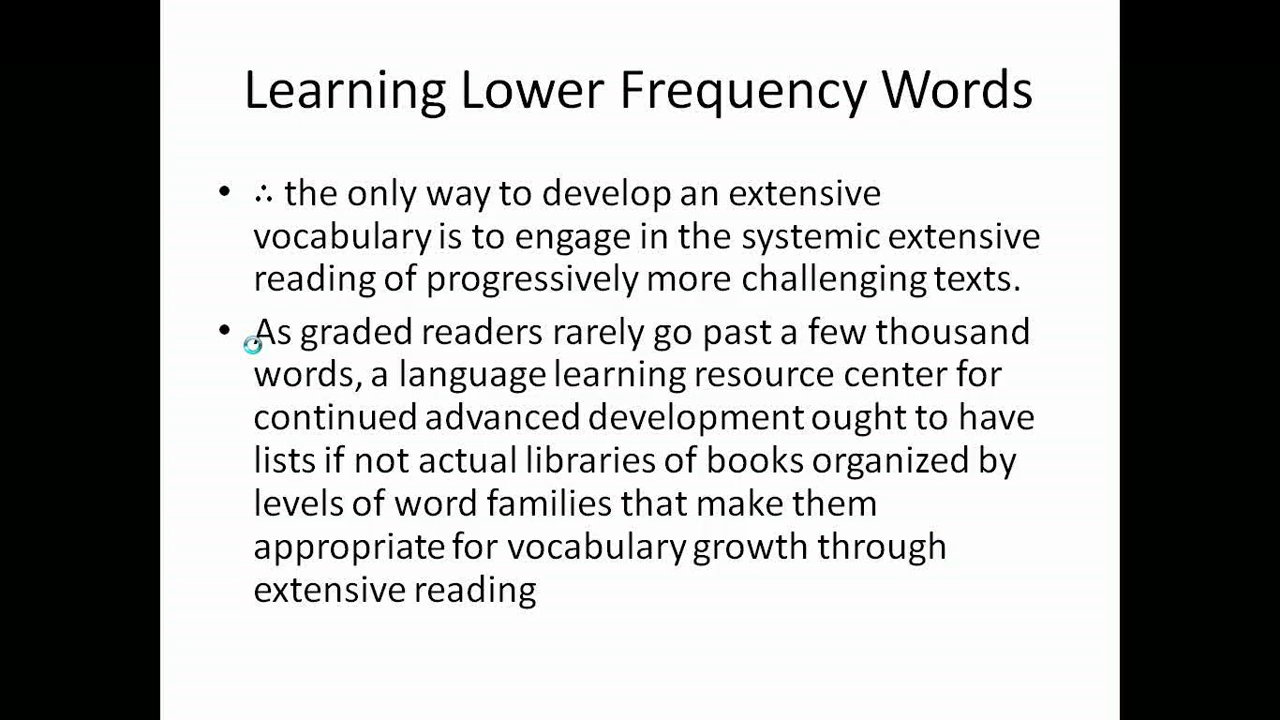 Learning Lower Frequency Words
• ∴ the only way to develop an extensive
vocabulary is to engage in the systemic extensive
reading of progressively more challenging texts.
• As graded readers rarely go past a few thousand
words, a language learning resource center for
continued advanced development ought to have
lists if not actual libraries of books organized by
levels of word families that make them
appropriate for vocabulary growth through
extensive reading